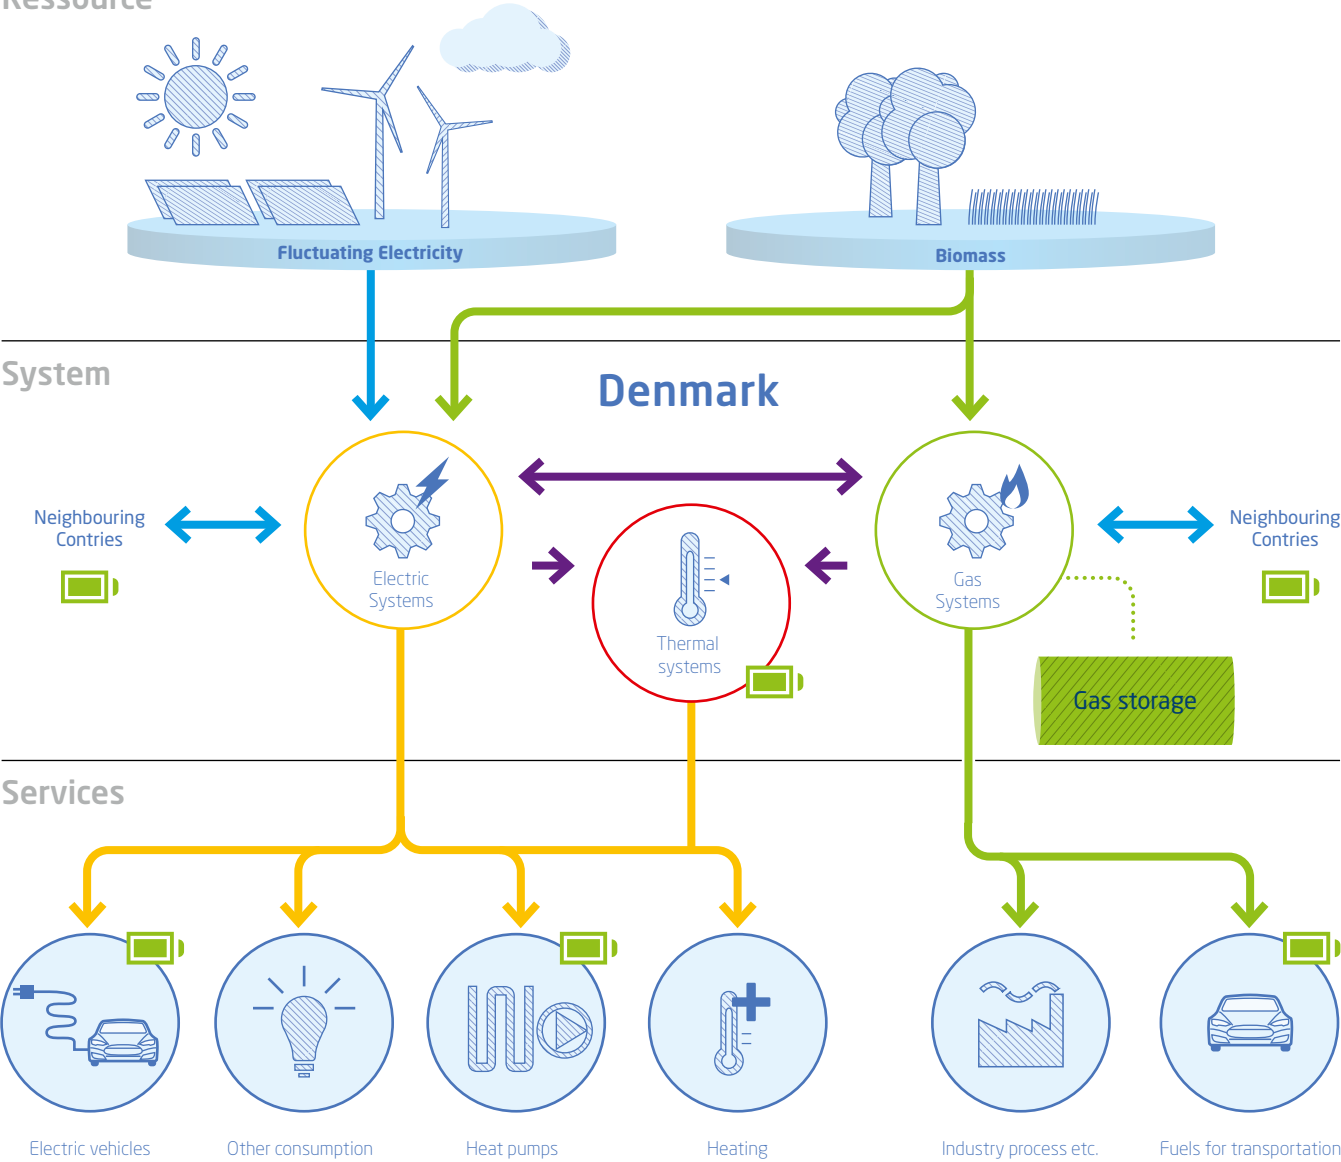 Ressource
Fluctuating Electricity
Biomass
System
Denmark
Neighbouring
Contries
Electric
Systems
Thermal
systems
Gas
Systems
Neighbouring
Contries
Gas storage
Services
Electric vehicles
Other consumption
Heat pumps
Heating
Industry process etc.
Fuels for transportation